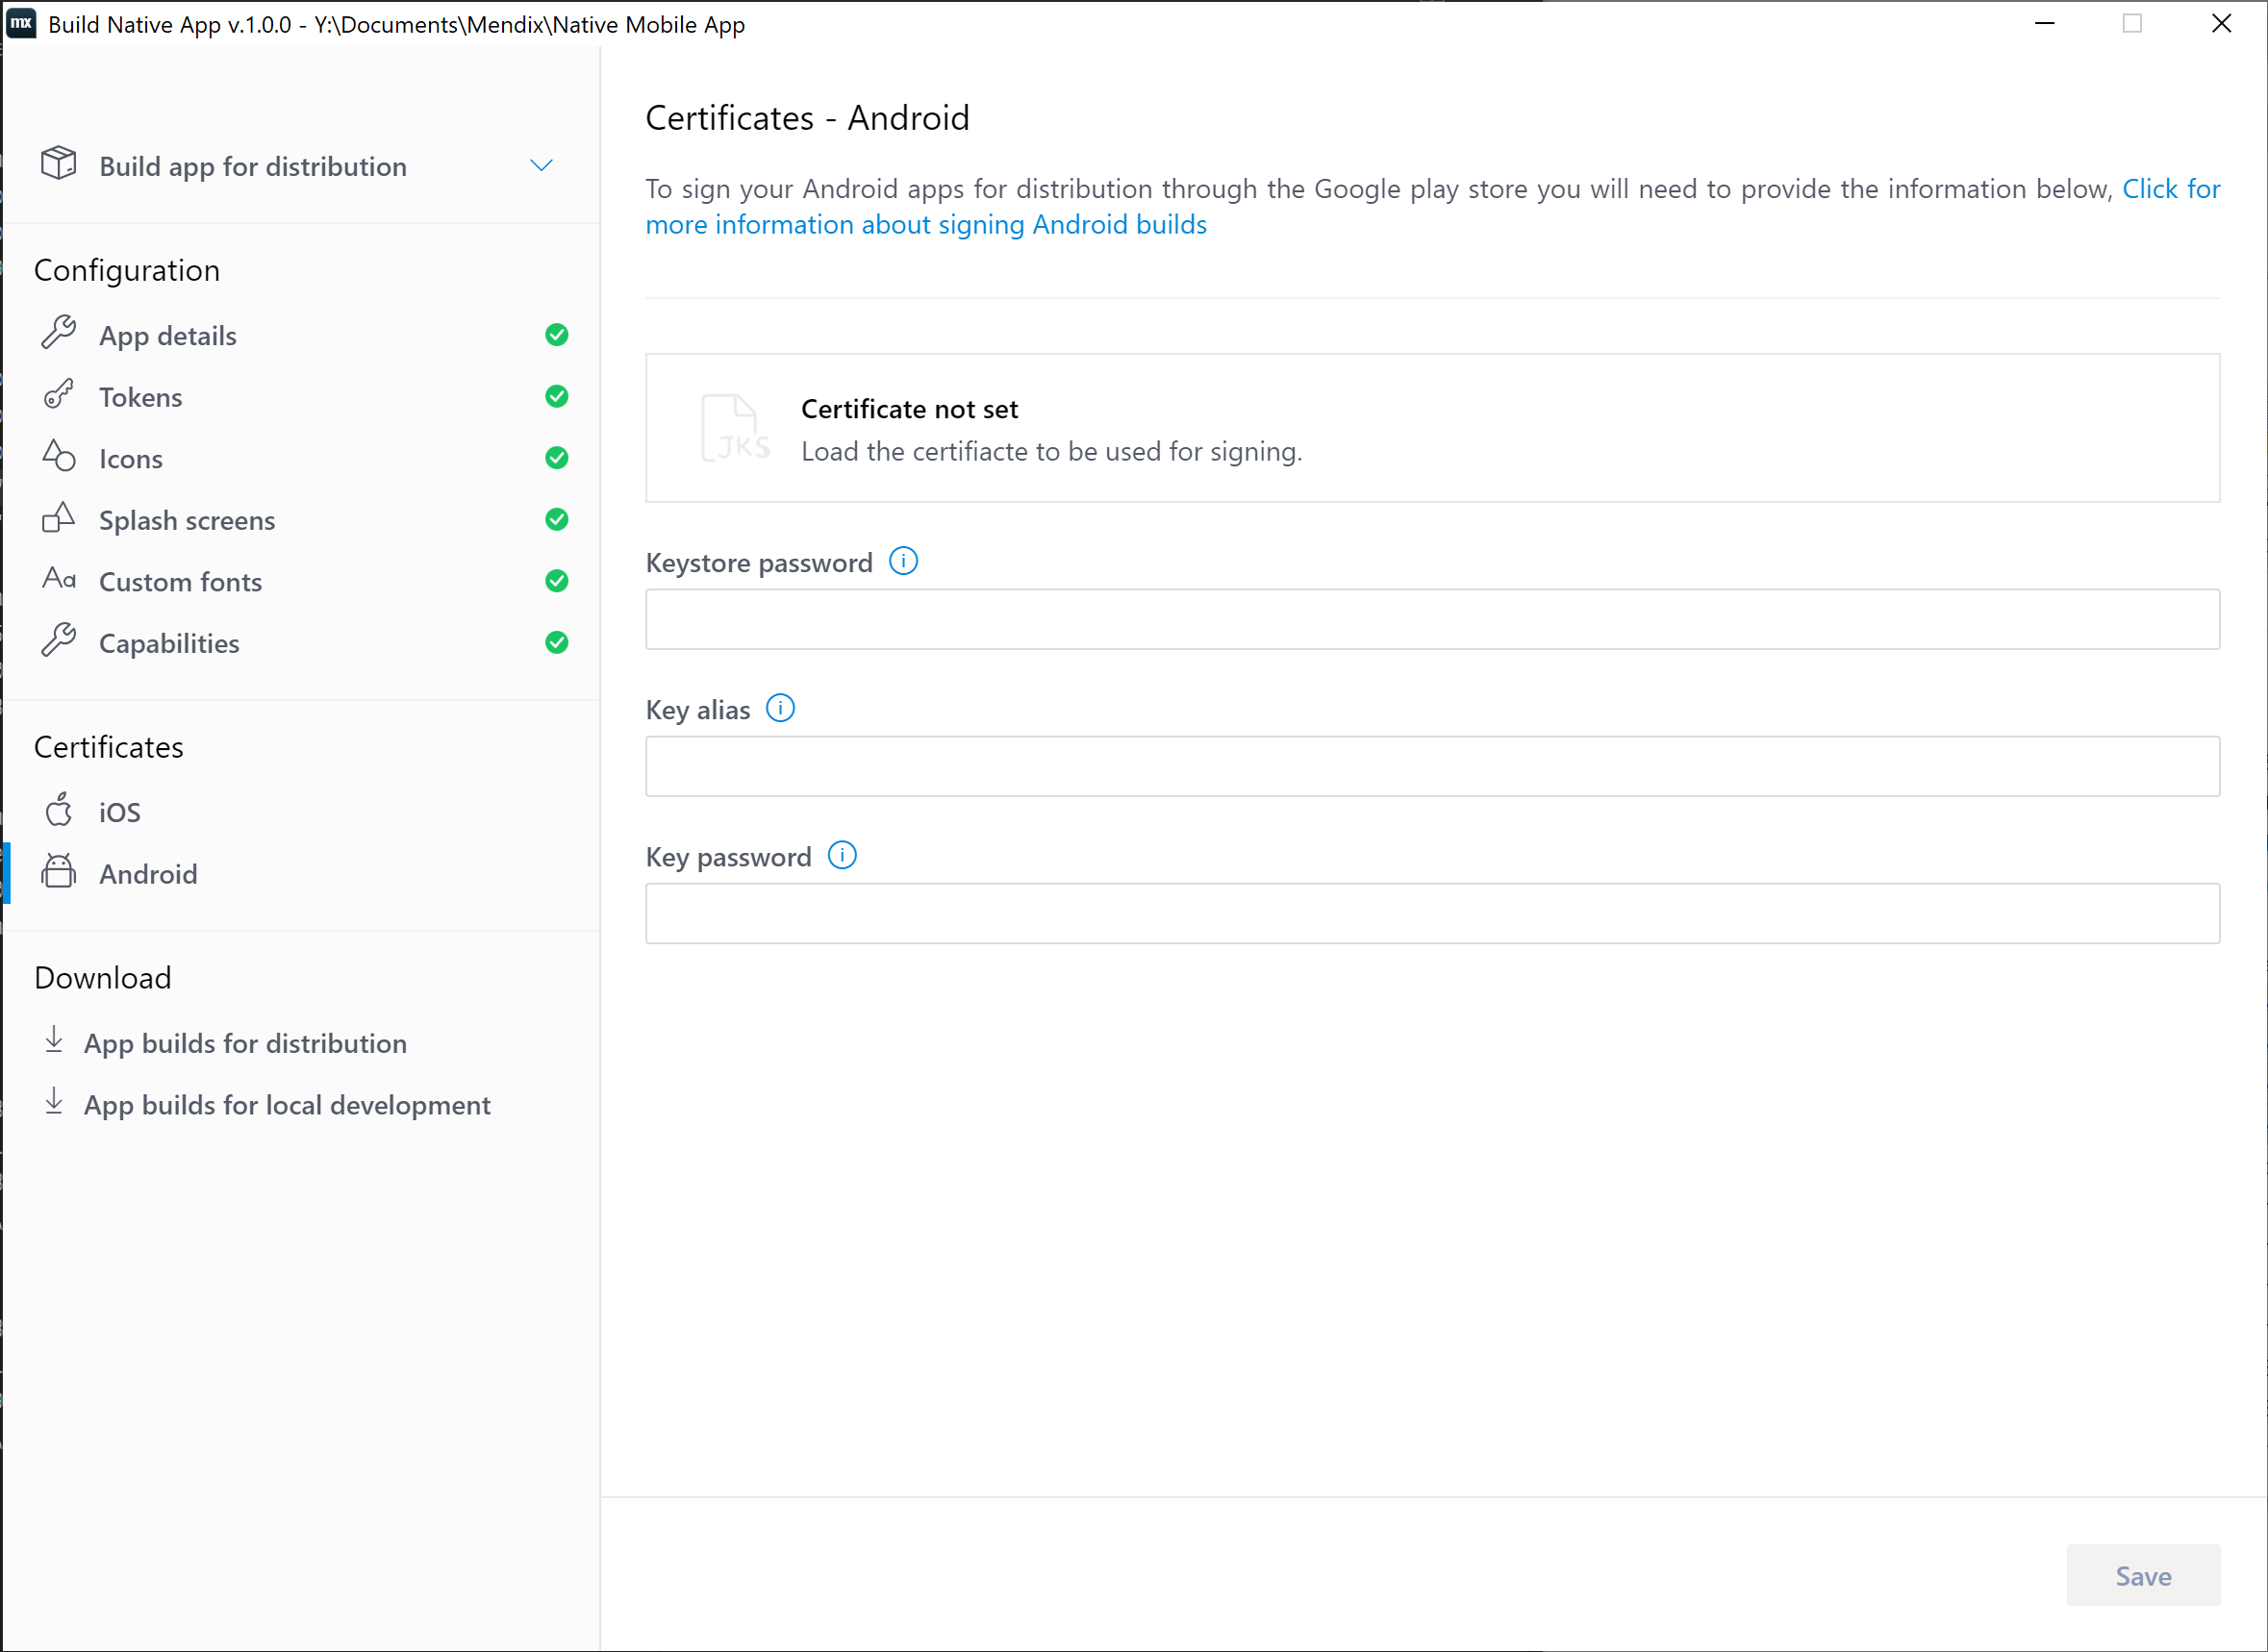 mx Build Native App v.1.0.0 - Y:\Documents\Mendix\Native Mobile App
Build app for distribution
Configuration
App details
Tokens
Icons
Splash screens
Aa Custom fonts
Capabilities
Certificates
iOS
Android
Download
App builds for distribution
App builds for local development
Certificates - Android
To sign your Android apps for distribution through the Google play store you will need to provide the information below, Click for
more information about signing Android builds
JKS
Certificate not set
Load the certifiacte to be used for signing.
Keystore password i
Key alias i
Key password i
Save